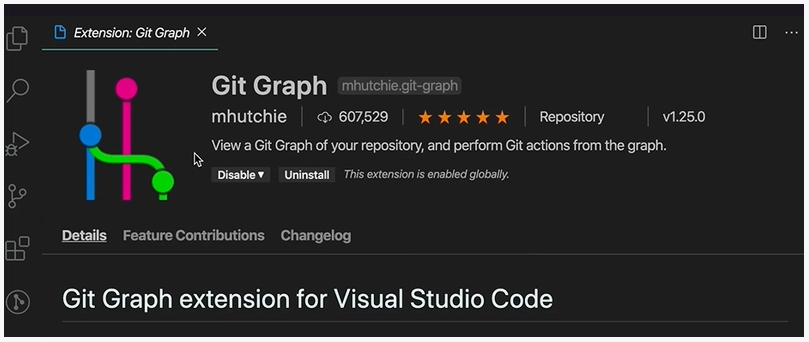 Extension: Git Graph
Git Graph mhutchie.git-graph
mhutchie 607,529 Repository v1.25.0
View a Git Graph of your repository, and perform Git actions from the graph.
Disable Uninstall This extension is enabled globally.
Details Feature Contributions Changelog
Git Graph extension for Visual Studio Code